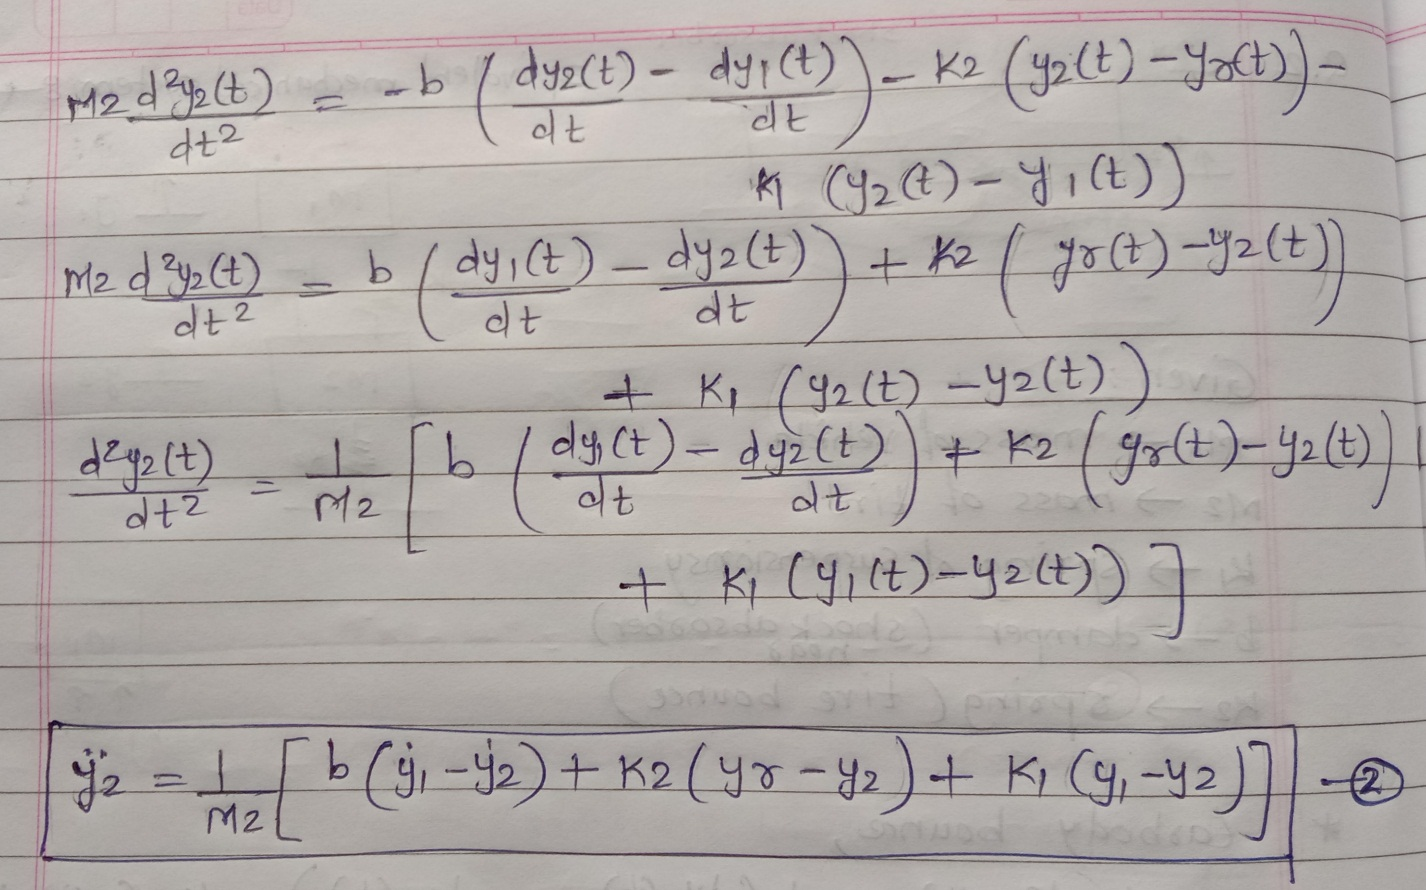 M2 d²y2(t)/dt² = - b (dy2(t)/dt - dy1(t)/dt) - K2 (y2(t) - yr(t)) -
K1 (y2(t) - y1(t))
M2 d²y2(t)/dt² = b (dy1(t)/dt - dy2(t)/dt) + K2 (yr(t) - y2(t))
+ K1 (y2(t) - y2(t))
d²y2(t)/dt² = 1/M2 [b (dy1(t)/dt - dy2(t)/dt) + K2 (yr(t) - y2(t))
+ K1 (y1(t) - y2(t))]
ÿ2 = 1/M2 [b (ẏ1 - ẏ2) + K2 (yr - y2) + K1 (y1 - y2)] - ②